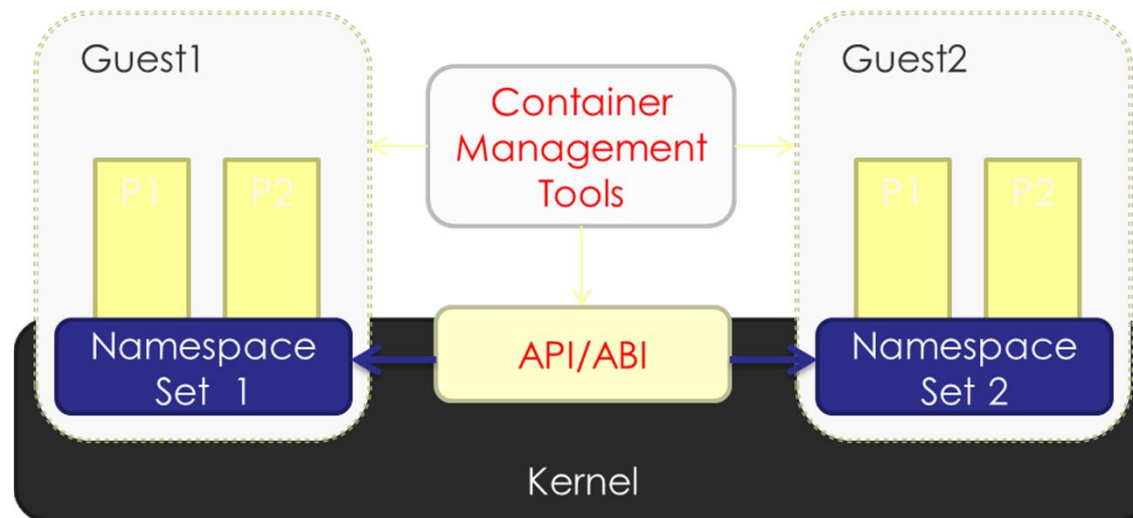 Guest1
Guest2
Container
Management
Tools
P1
P2
P1
P2
Namespace
Set 1
API/ABI
Namespace
Set 2
Kernel